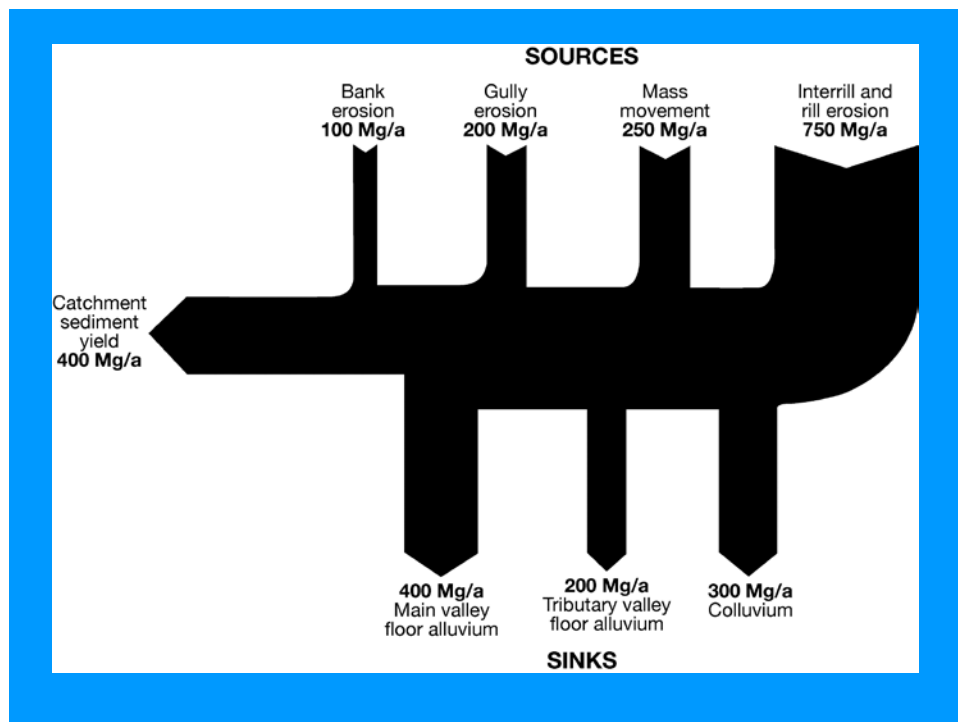 SOURCES
Bank
erosion
100 Mg/a
Gully
erosion
200 Mg/a
Mass
movement
250 Mg/a
Interrill and
rill erosion
750 Mg/a
Catchment
sediment
yield
400 Mg/a
400 Mg/a
Main valley
floor alluvium
200 Mg/a
Tributary valley
floor alluvium
300 Mg/a
Colluvium
SINKS